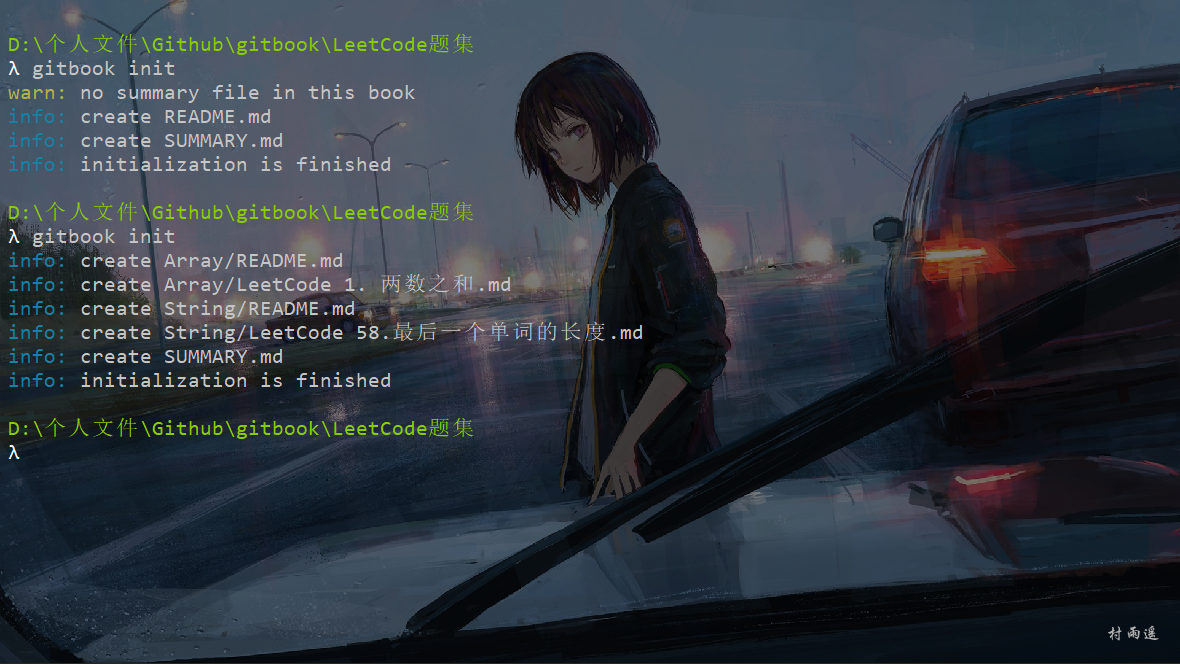 D:\个人文件\Github\gitbook\LeetCode题集
λ gitbook init
warn: no summary file in this book
info: create README.md
info: create SUMMARY.md
info: initialization is finished
D:\个人文件\Github\gitbook\LeetCode题集
λ gitbook init
info: create Array/README.md
info: create Array/LeetCode 1. 两数之和.md
info: create String/README.md
info: create String/LeetCode 58.最后一个单词的长度.md
info: create SUMMARY.md
info: initialization is finished
D:\个人文件\Github\gitbook\LeetCode题集
λ
村雨遥